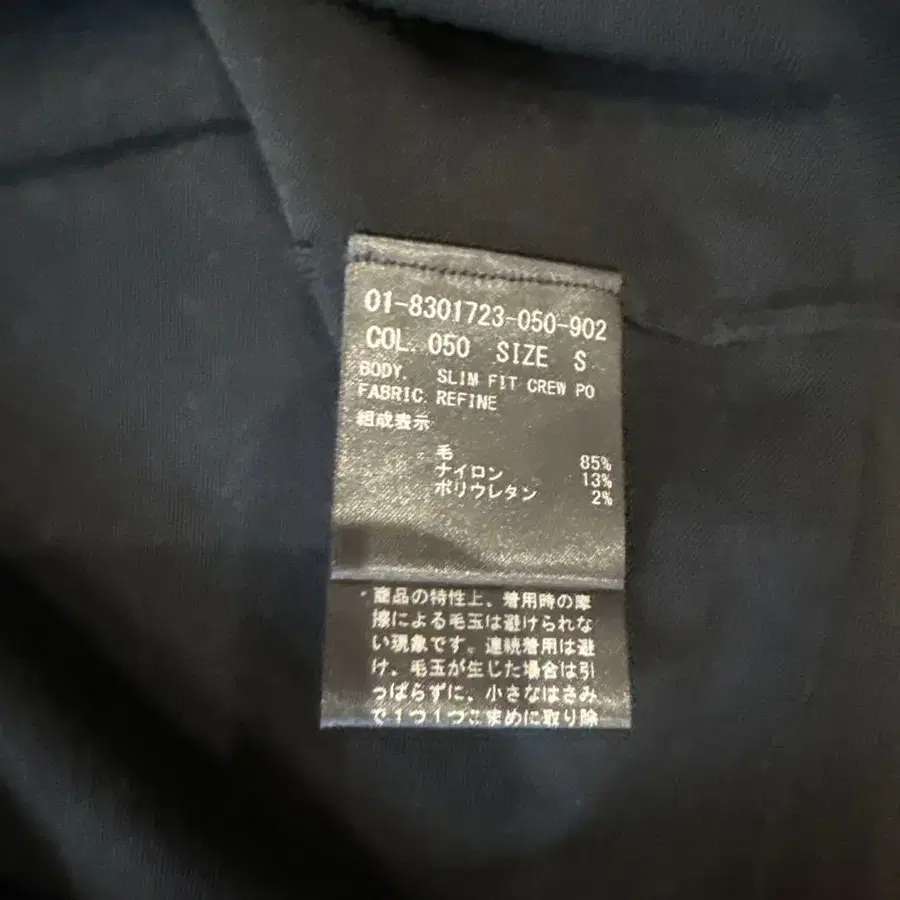 01-8301723-050-902
COL. 050 SIZE S
BODY. SLIM FIT CREW PO
FABRIC. REFINE
組成表示
毛 85%
ナイロン 13%
ポリウレタン 2%
商品の特性上、着用時の摩
擦による毛玉は避けられな
い現象です。連続着用は避
け、毛玉が生じた場合は引
っぱらずに、小さなはさみ
で1つ1つこまめに取り除